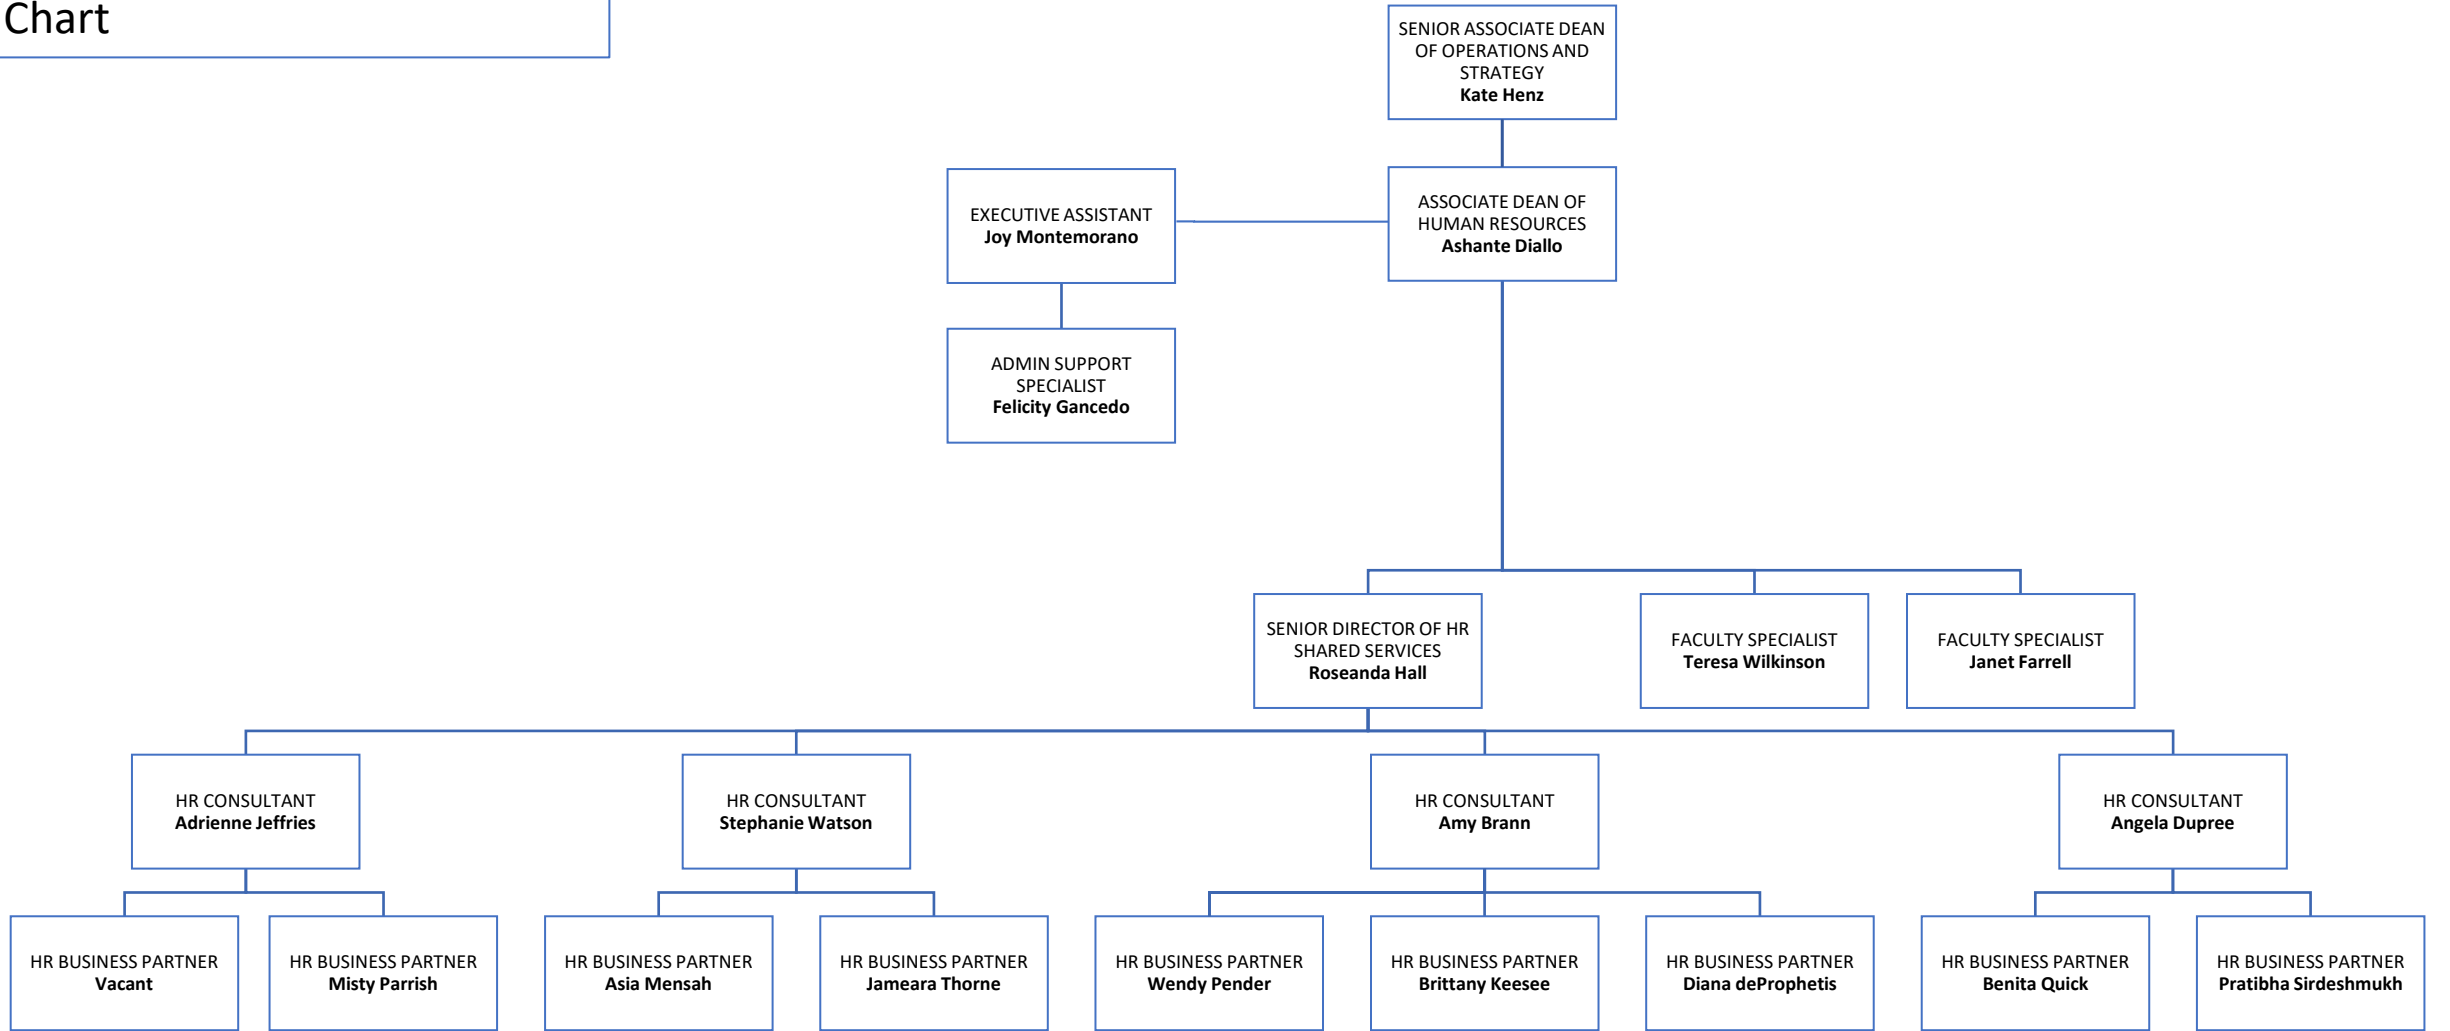 Chart
SENIOR ASSOCIATE DEAN
OF OPERATIONS AND
STRATEGY
Kate Henz
EXECUTIVE ASSISTANT
Joy Montemorano
ASSOCIATE DEAN OF
HUMAN RESOURCES
Ashante Diallo
ADMIN SUPPORT
SPECIALIST
Felicity Gancedo
SENIOR DIRECTOR OF HR
SHARED SERVICES
Roseanda Hall
FACULTY SPECIALIST
Teresa Wilkinson
FACULTY SPECIALIST
Janet Farrell
HR CONSULTANT
Adrienne Jeffries
HR CONSULTANT
Stephanie Watson
HR CONSULTANT
Amy Brann
HR CONSULTANT
Angela Dupree
HR BUSINESS PARTNER
Vacant
HR BUSINESS PARTNER
Misty Parrish
HR BUSINESS PARTNER
Asia Mensah
HR BUSINESS PARTNER
Jameara Thorne
HR BUSINESS PARTNER
Wendy Pender
HR BUSINESS PARTNER
Brittany Keesee
HR BUSINESS PARTNER
Diana deProphetis
HR BUSINESS PARTNER
Benita Quick
HR BUSINESS PARTNER
Pratibha Sirdeshmukh